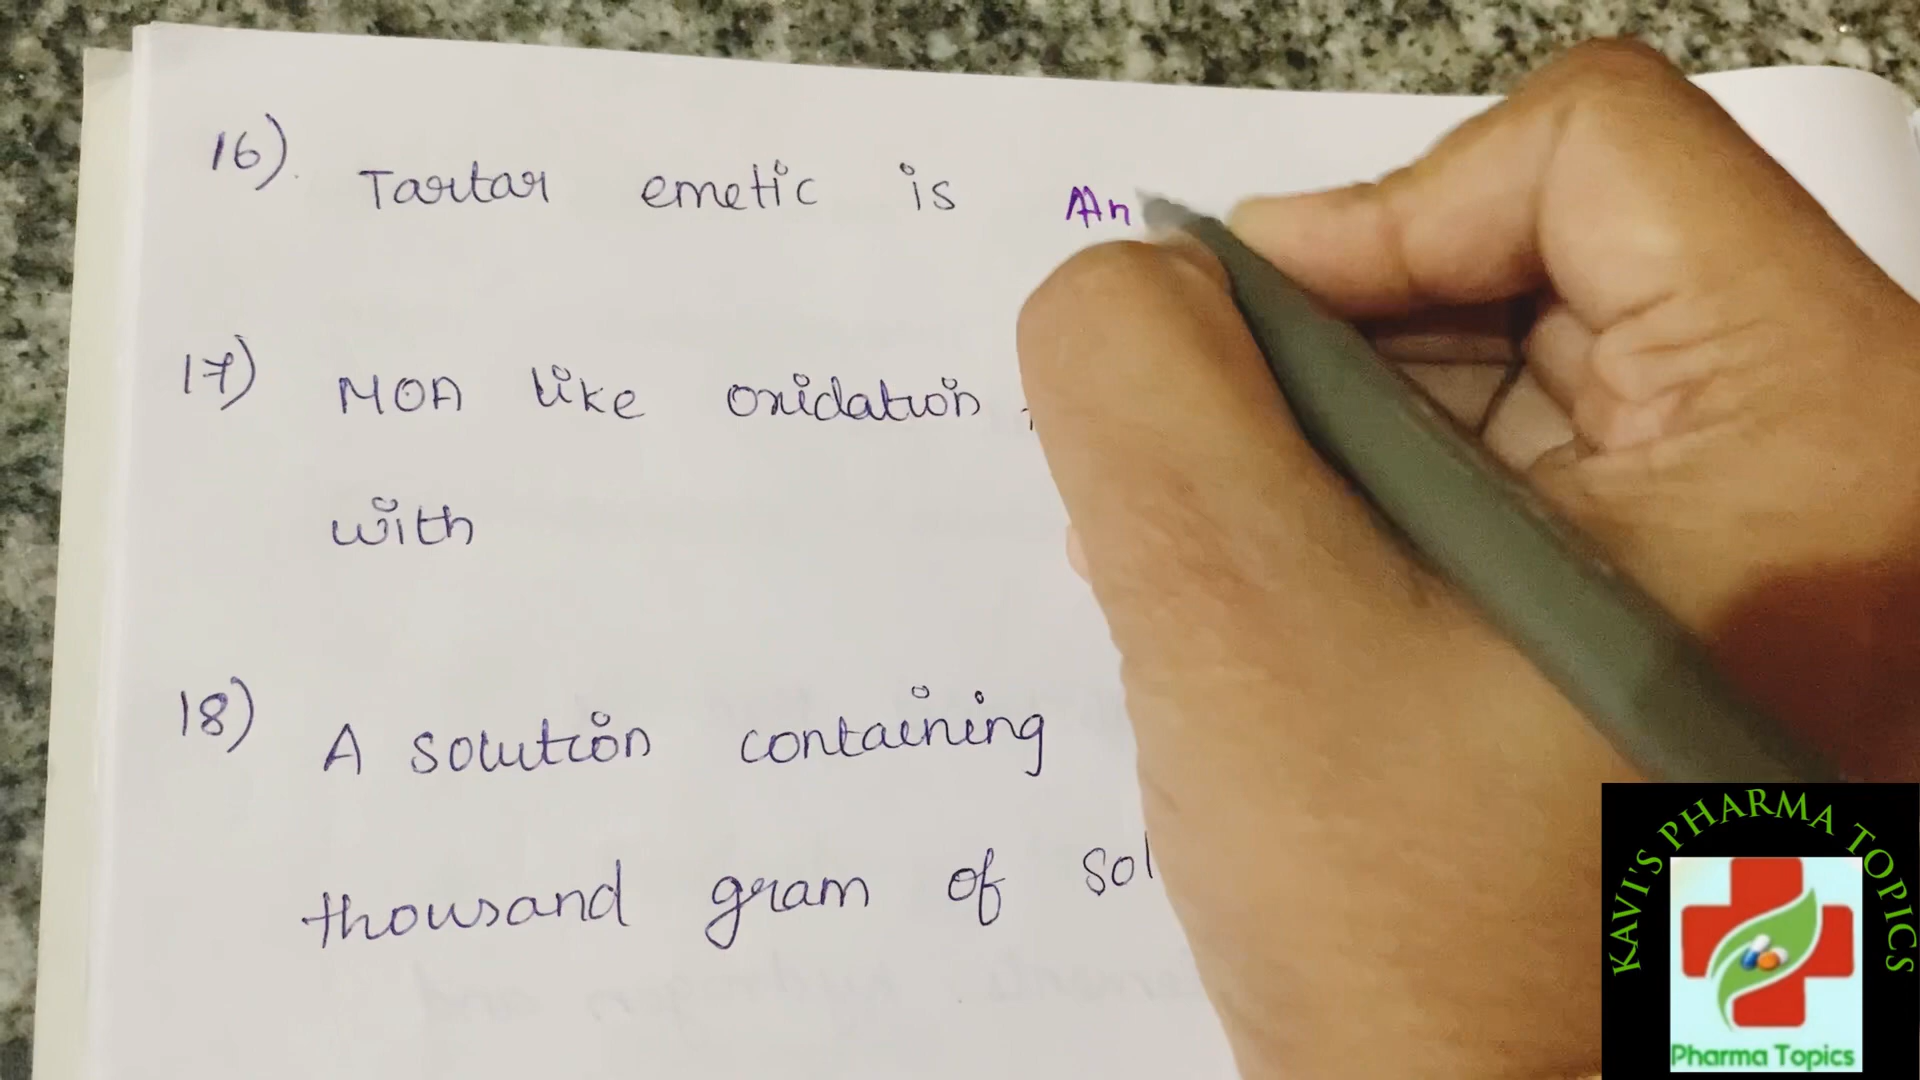 16). Tartar emetic is An
17) MOA like oxidation
with
18) A solution containing
thousand gram of sol
KAVI'S PHARMA TOPICS
Pharma Topics